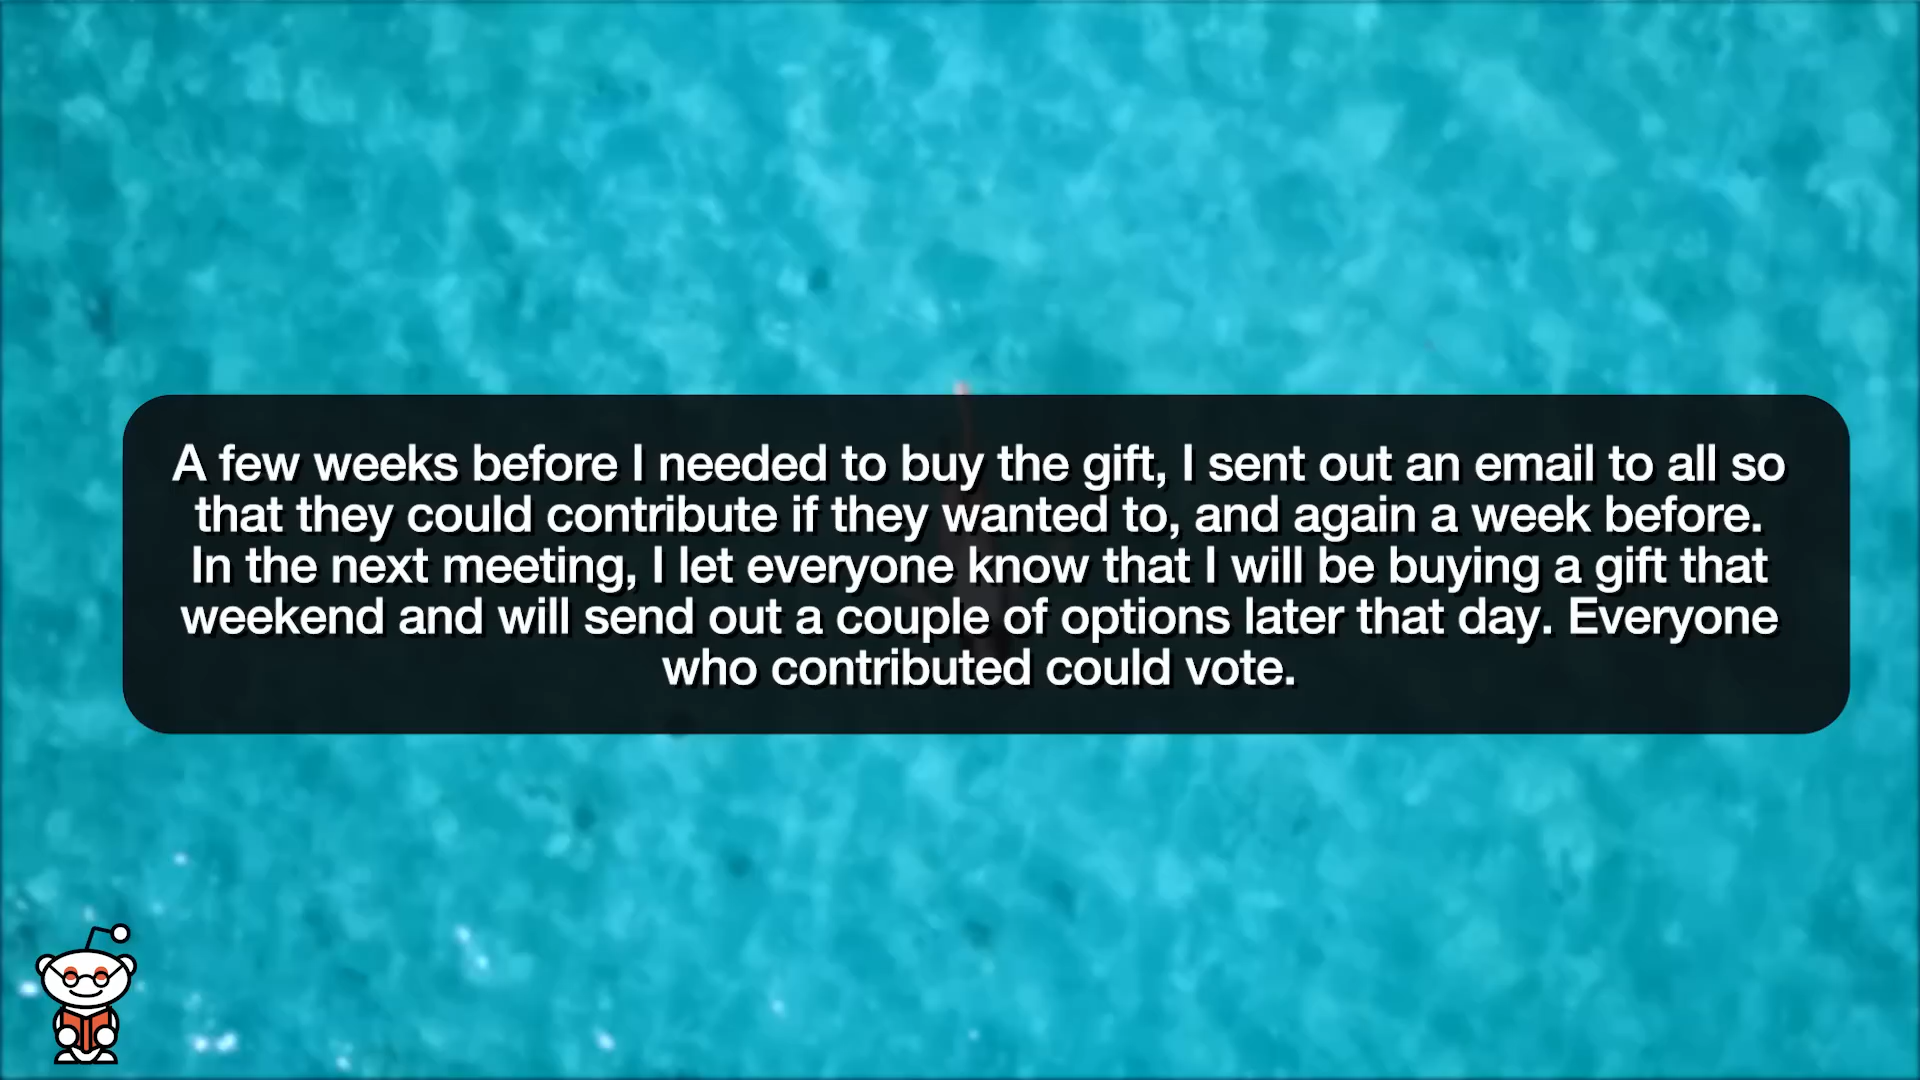 A few weeks before I needed to buy the gift, I sent out an email to all so
that they could contribute if they wanted to, and again a week before.
In the next meeting, I let everyone know that I will be buying a gift that
weekend and will send out a couple of options later that day. Everyone
who contributed could vote.